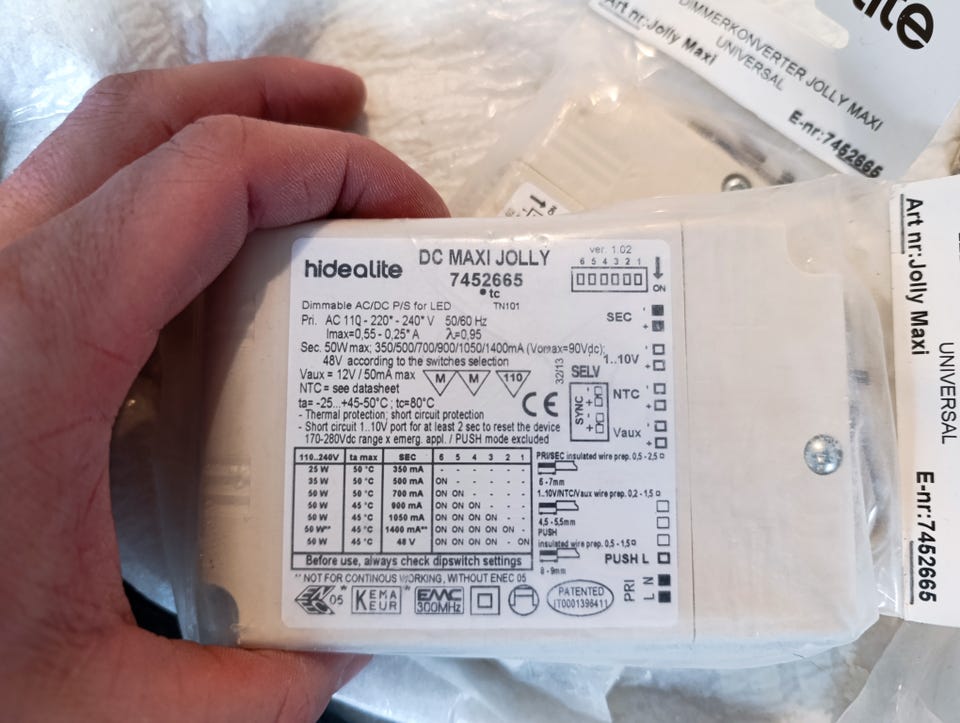 hidealite
DC MAXI JOLLY
7452665
•tc
ver. 1.02
6 5 4 3 2 1
ON
Dimmable AC/DC P/S for LED
TN101
Pri. AC 110 - 220* - 240* V 50/60 Hz
Imax=0,55 - 0,25* A λ=0,95
Sec. 50W max; 350/500/700/900/1050/1400mA (Vomax=90Vdc);
48V according to the switches selection
Vaux = 12V / 50mA max
NTC = see datasheet
ta= -25...+45-50°C ; tc=80°C
- Thermal protection; short circuit protection
- Short circuit 1..10V port for at least 2 sec to reset the device
170-280Vdc range x emerg. appl. / PUSH mode excluded
M M 110
CE
32/13
SEC - +
1..10V - +
SELV
SYNC - +
NTC - +
Vaux - +
110..240V ta max SEC 6 5 4 3 2 1
25 W 50 °C 350 mA - - - - - -
35 W 50 °C 500 mA ON - - - - -
50 W 50 °C 700 mA ON ON - - - -
50 W 45 °C 900 mA ON ON ON - - -
50 W 45 °C 1050 mA ON ON ON ON - -
50 W** 45 °C 1400 mA** ON ON ON ON ON -
50 W 45 °C 48 V ON ON ON ON - ON
Before use, always check dipswitch settings
** NOT FOR CONTINOUS WORKING, WITHOUT ENEC 05
05 *
KEMA
KEUR *
EMC
300MHz
PATENTED
IT0001398411
PRI/SEC insulated wire prep. 0,5 - 2,5
6 - 7mm
1..10V/NTC/Vaux wire prep. 0,2 - 1,5
4,5 - 5,5mm
PUSH
insulated wire prep. 0,5 - 1,5
8 - 9mm
PUSH L
PRI
L N
Art nr:Jolly Maxi
UNIVERSAL
E-nr:7452665
DIMMERKONVERTER JOLLY MAXI
UNIVERSAL
Art nr:Jolly Maxi
E-nr:7452665
lite